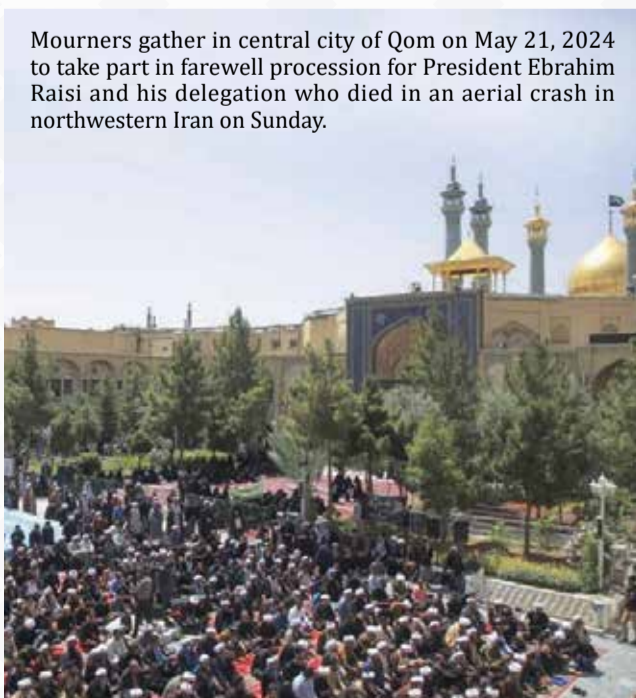 Mourners gather in central city of Qom on May 21, 2024
to take part in farewell procession for President Ebrahim
Raisi and his delegation who died in an aerial crash in
northwestern Iran on Sunday.